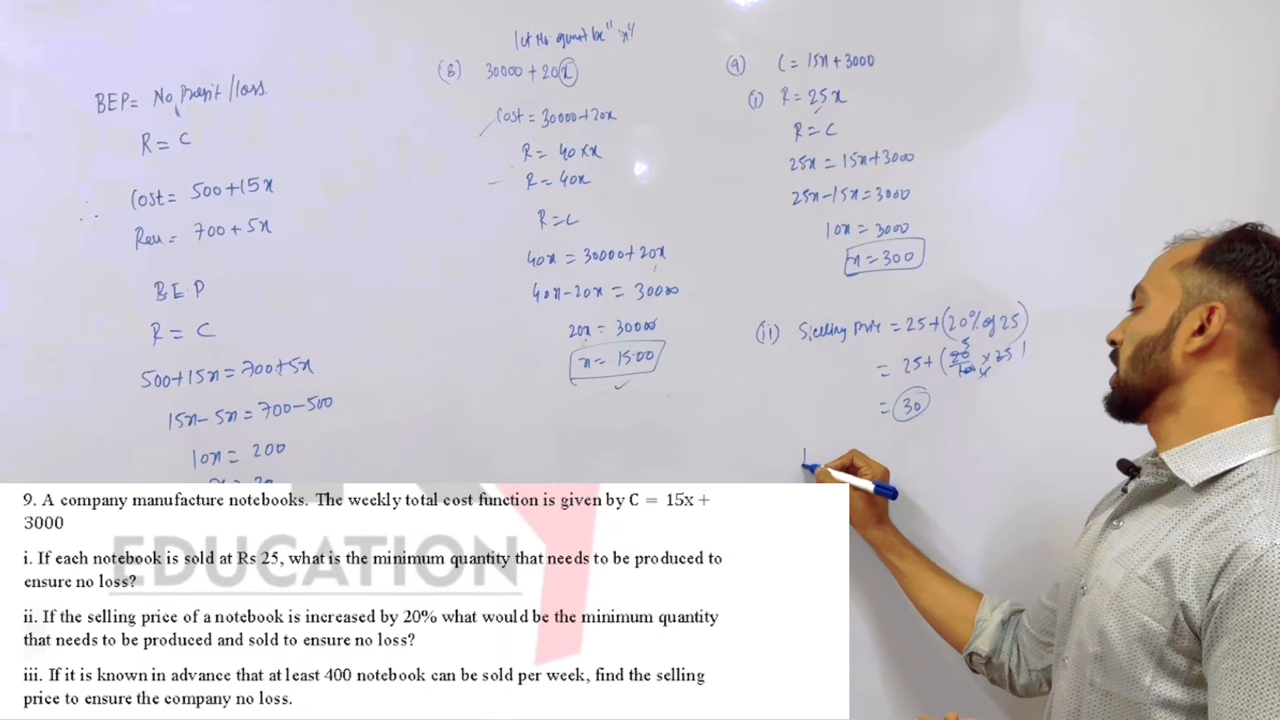 BEP = No Profit/loss.
R = C
∴ Cost = 500+15x
Reu = 700+5x
B.E.P
R = C
500+15x = 700+5x
15x-5x = 700-500
10x = 200
Let the quant be "x"
(8) 30000 + 20x
Cost = 30000+20x
R = 40×x
R = 40x
R = C
40x = 30000+20x
40x-20x = 30000
20x = 30000
x = 1500
(9) C = 15x+3000
(i) R = 25x
R = C
25x = 15x+3000
25x-15x = 3000
10x = 3000
x = 300
(ii) Selling Price = 25+(20% of 25)
= 25+(20/100 × 25)
= 30
EDUCATION
9. A company manufacture notebooks. The weekly total cost function is given by C = 15x +
3000
i. If each notebook is sold at Rs 25, what is the minimum quantity that needs to be produced to
ensure no loss?
ii. If the selling price of a notebook is increased by 20% what would be the minimum quantity
that needs to be produced and sold to ensure no loss?
iii. If it is known in advance that at least 400 notebook can be sold per week, find the selling
price to ensure the company no loss.